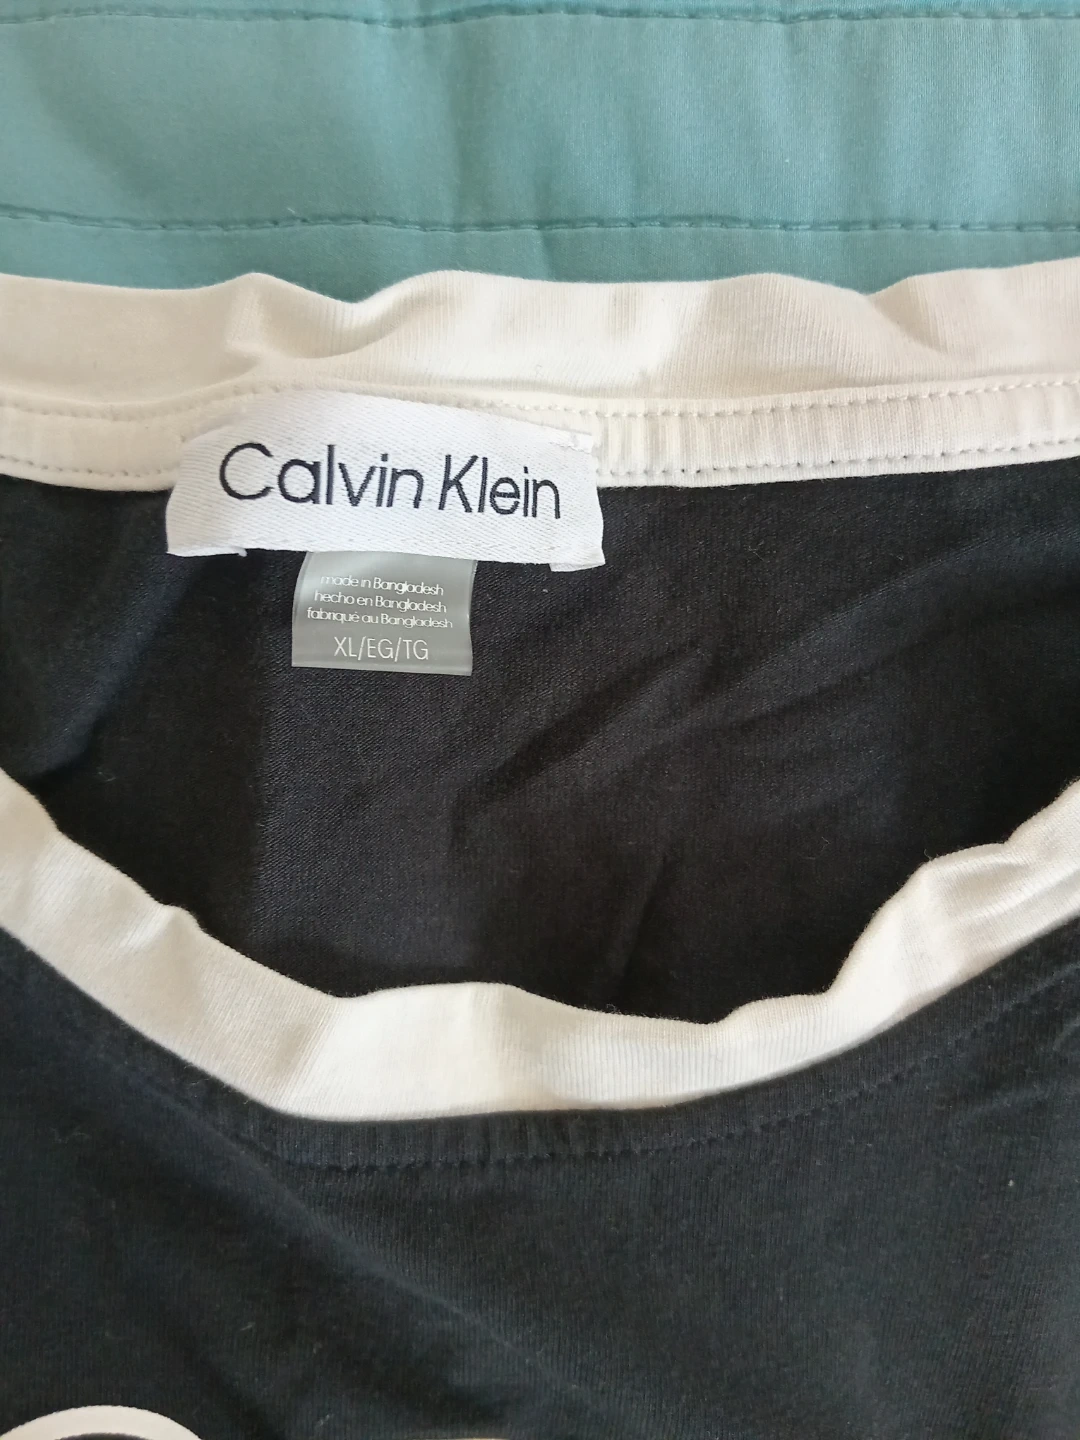 Calvin Klein
made in Bangladesh
hecho en Bangladesh
fabriqué au Bangladesh
XL/EG/TG